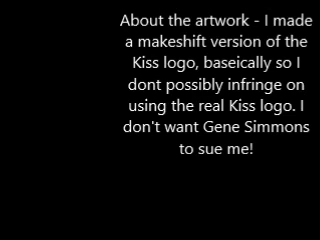 About the artwork - I made
a makeshift version of the
Kiss logo, baseically so I
dont possibly infringe on
using the real Kiss logo. I
don't want Gene Simmons
to sue me!